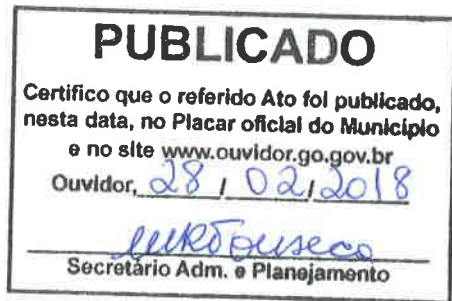 PUBLICADO
Certifico que o referido Ato foi publicado,
nesta data, no Placar oficial do Município
e no site www.ouvidor.go.gov.br
Ouvidor, 28 / 02 / 2018
Secretário Adm. e Planejamento